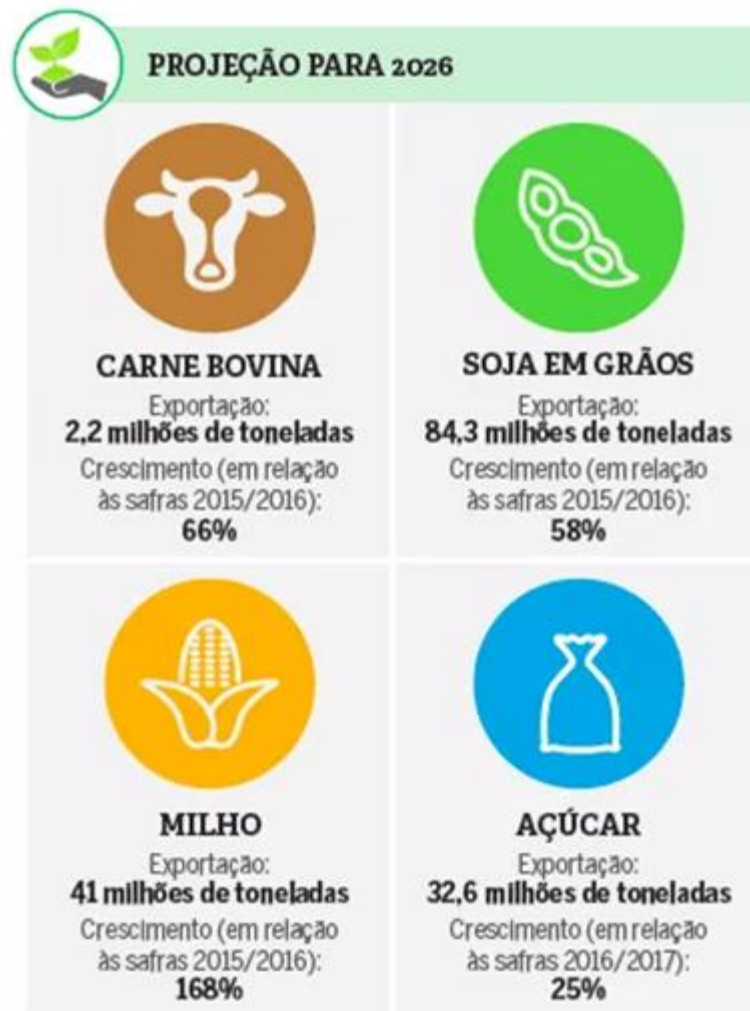 PROJEÇÃO PARA 2026
CARNE BOVINA
Exportação:
2,2 milhões de toneladas
Crescimento (em relação
às safras 2015/2016):
66%
SOJA EM GRÃOS
Exportação:
84,3 milhões de toneladas
Crescimento (em relação
às safras 2015/2016):
58%
MILHO
Exportação:
41 milhões de toneladas
Crescimento (em relação
às safras 2015/2016):
168%
AÇÚCAR
Exportação:
32,6 milhões de toneladas
Crescimento (em relação
às safras 2016/2017):
25%